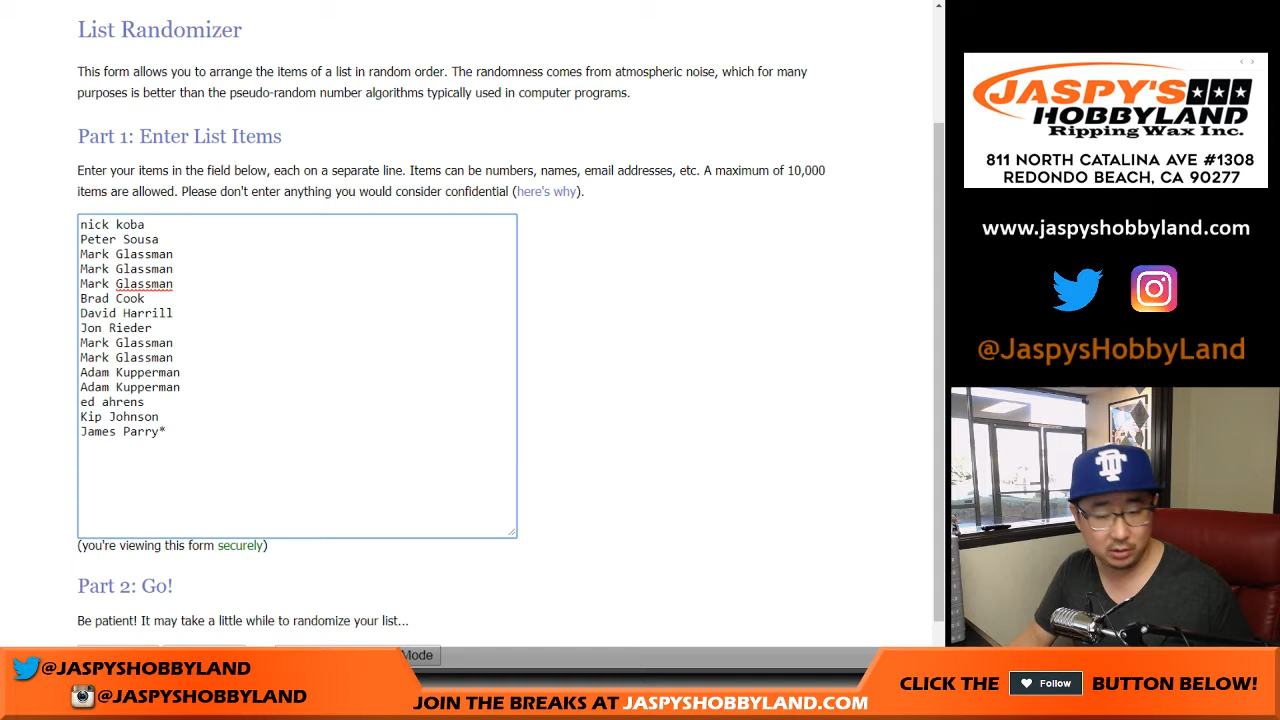 List Randomizer
This form allows you to arrange the items of a list in random order. The randomness comes from atmospheric noise, which for many
purposes is better than the pseudo-random number algorithms typically used in computer programs.
Part 1: Enter List Items
Enter your items in the field below, each on a separate line. Items can be numbers, names, email addresses, etc. A maximum of 10,000
items are allowed. Please don't enter anything you would consider confidential (here's why).
nick koba
Peter Sousa
Mark Glassman
Mark Glassman
Mark Glassman
Brad Cook
David Harrill
Jon Rieder
Mark Glassman
Mark Glassman
Adam Kupperman
Adam Kupperman
ed ahrens
Kip Johnson
James Parry*
(you're viewing this form securely)
Part 2: Go!
Be patient! It may take a little while to randomize your list...
Mode
JASPY'S
HOBBYLAND
Ripping Wax Inc.
811 NORTH CATALINA AVE #1308
REDONDO BEACH, CA 90277
www.jaspyshobbyland.com
@JaspysHobbyLand
@JASPYSHOBBYLAND
@JASPYSHOBBYLAND
JOIN THE BREAKS AT JASPYSHOBBYLAND.COM
CLICK THE Follow BUTTON BELOW!